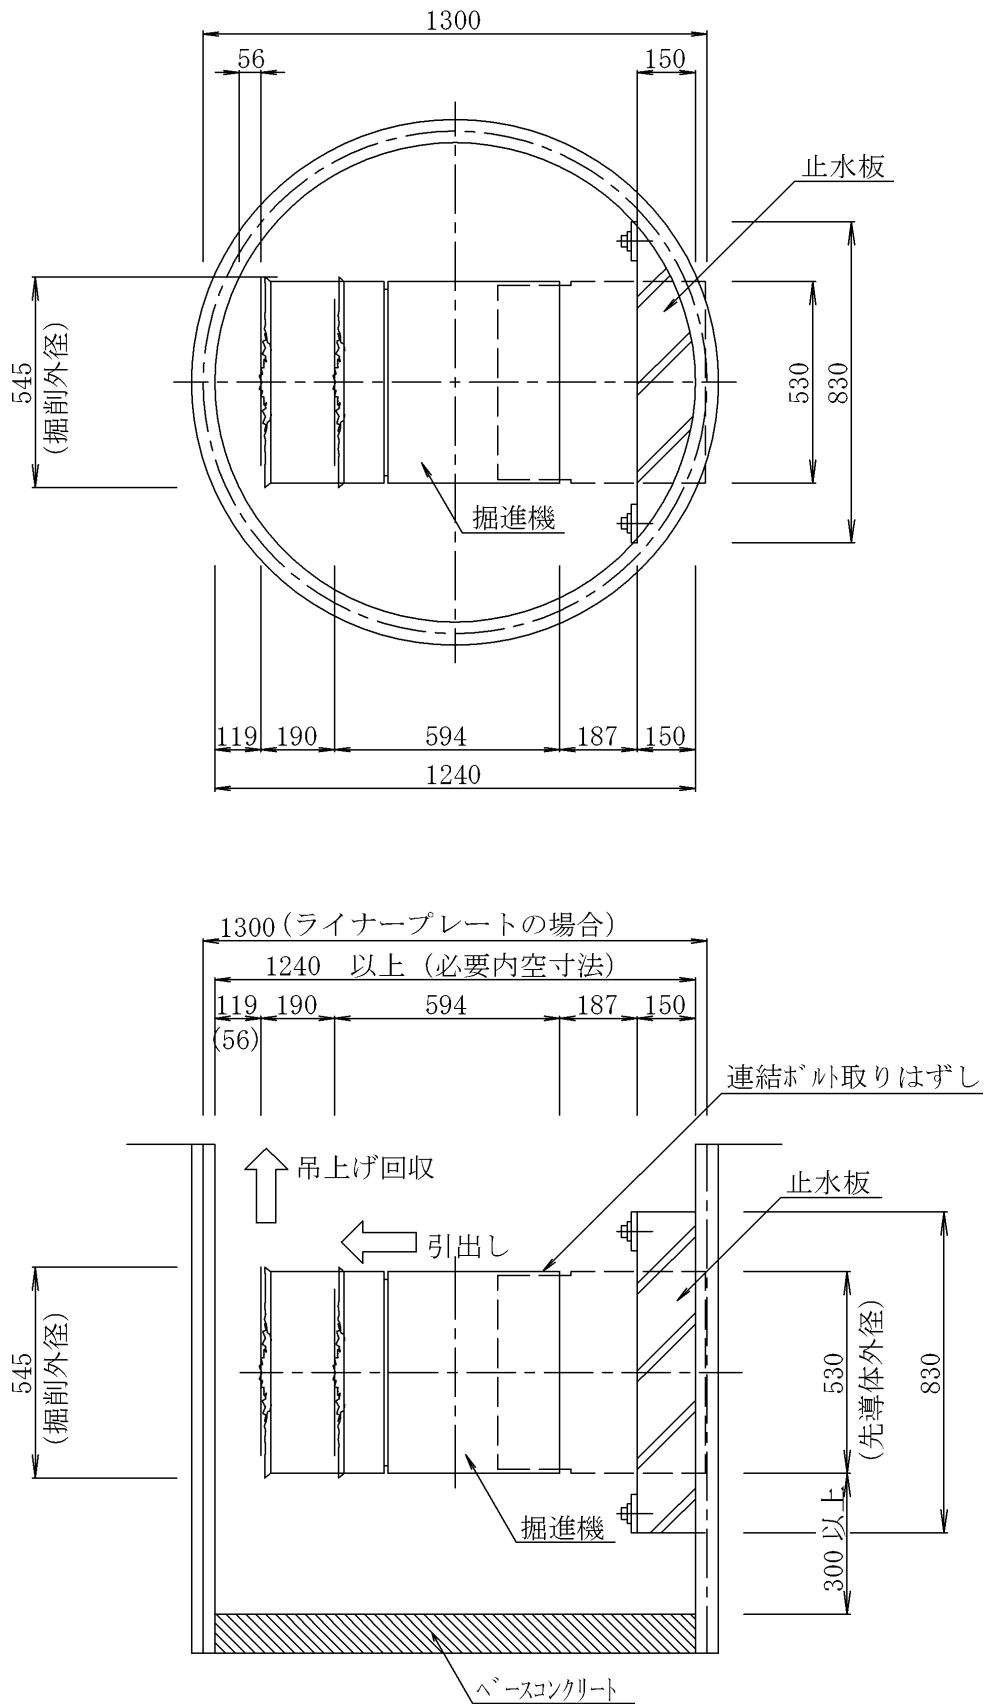 1300
56
150
止水板
545
(掘削外径)
530
830
掘進機
119
190
594
187
150
1240
1300(ライナープレートの場合)
1240 以上(必要内空寸法)
119
190
594
187
150
(56)
連結ボルト取りはずし
吊上げ回収
止水板
引出し
545
(掘削外径)
530
(先導体外径)
830
掘進機
300以上
ベースコンクリート